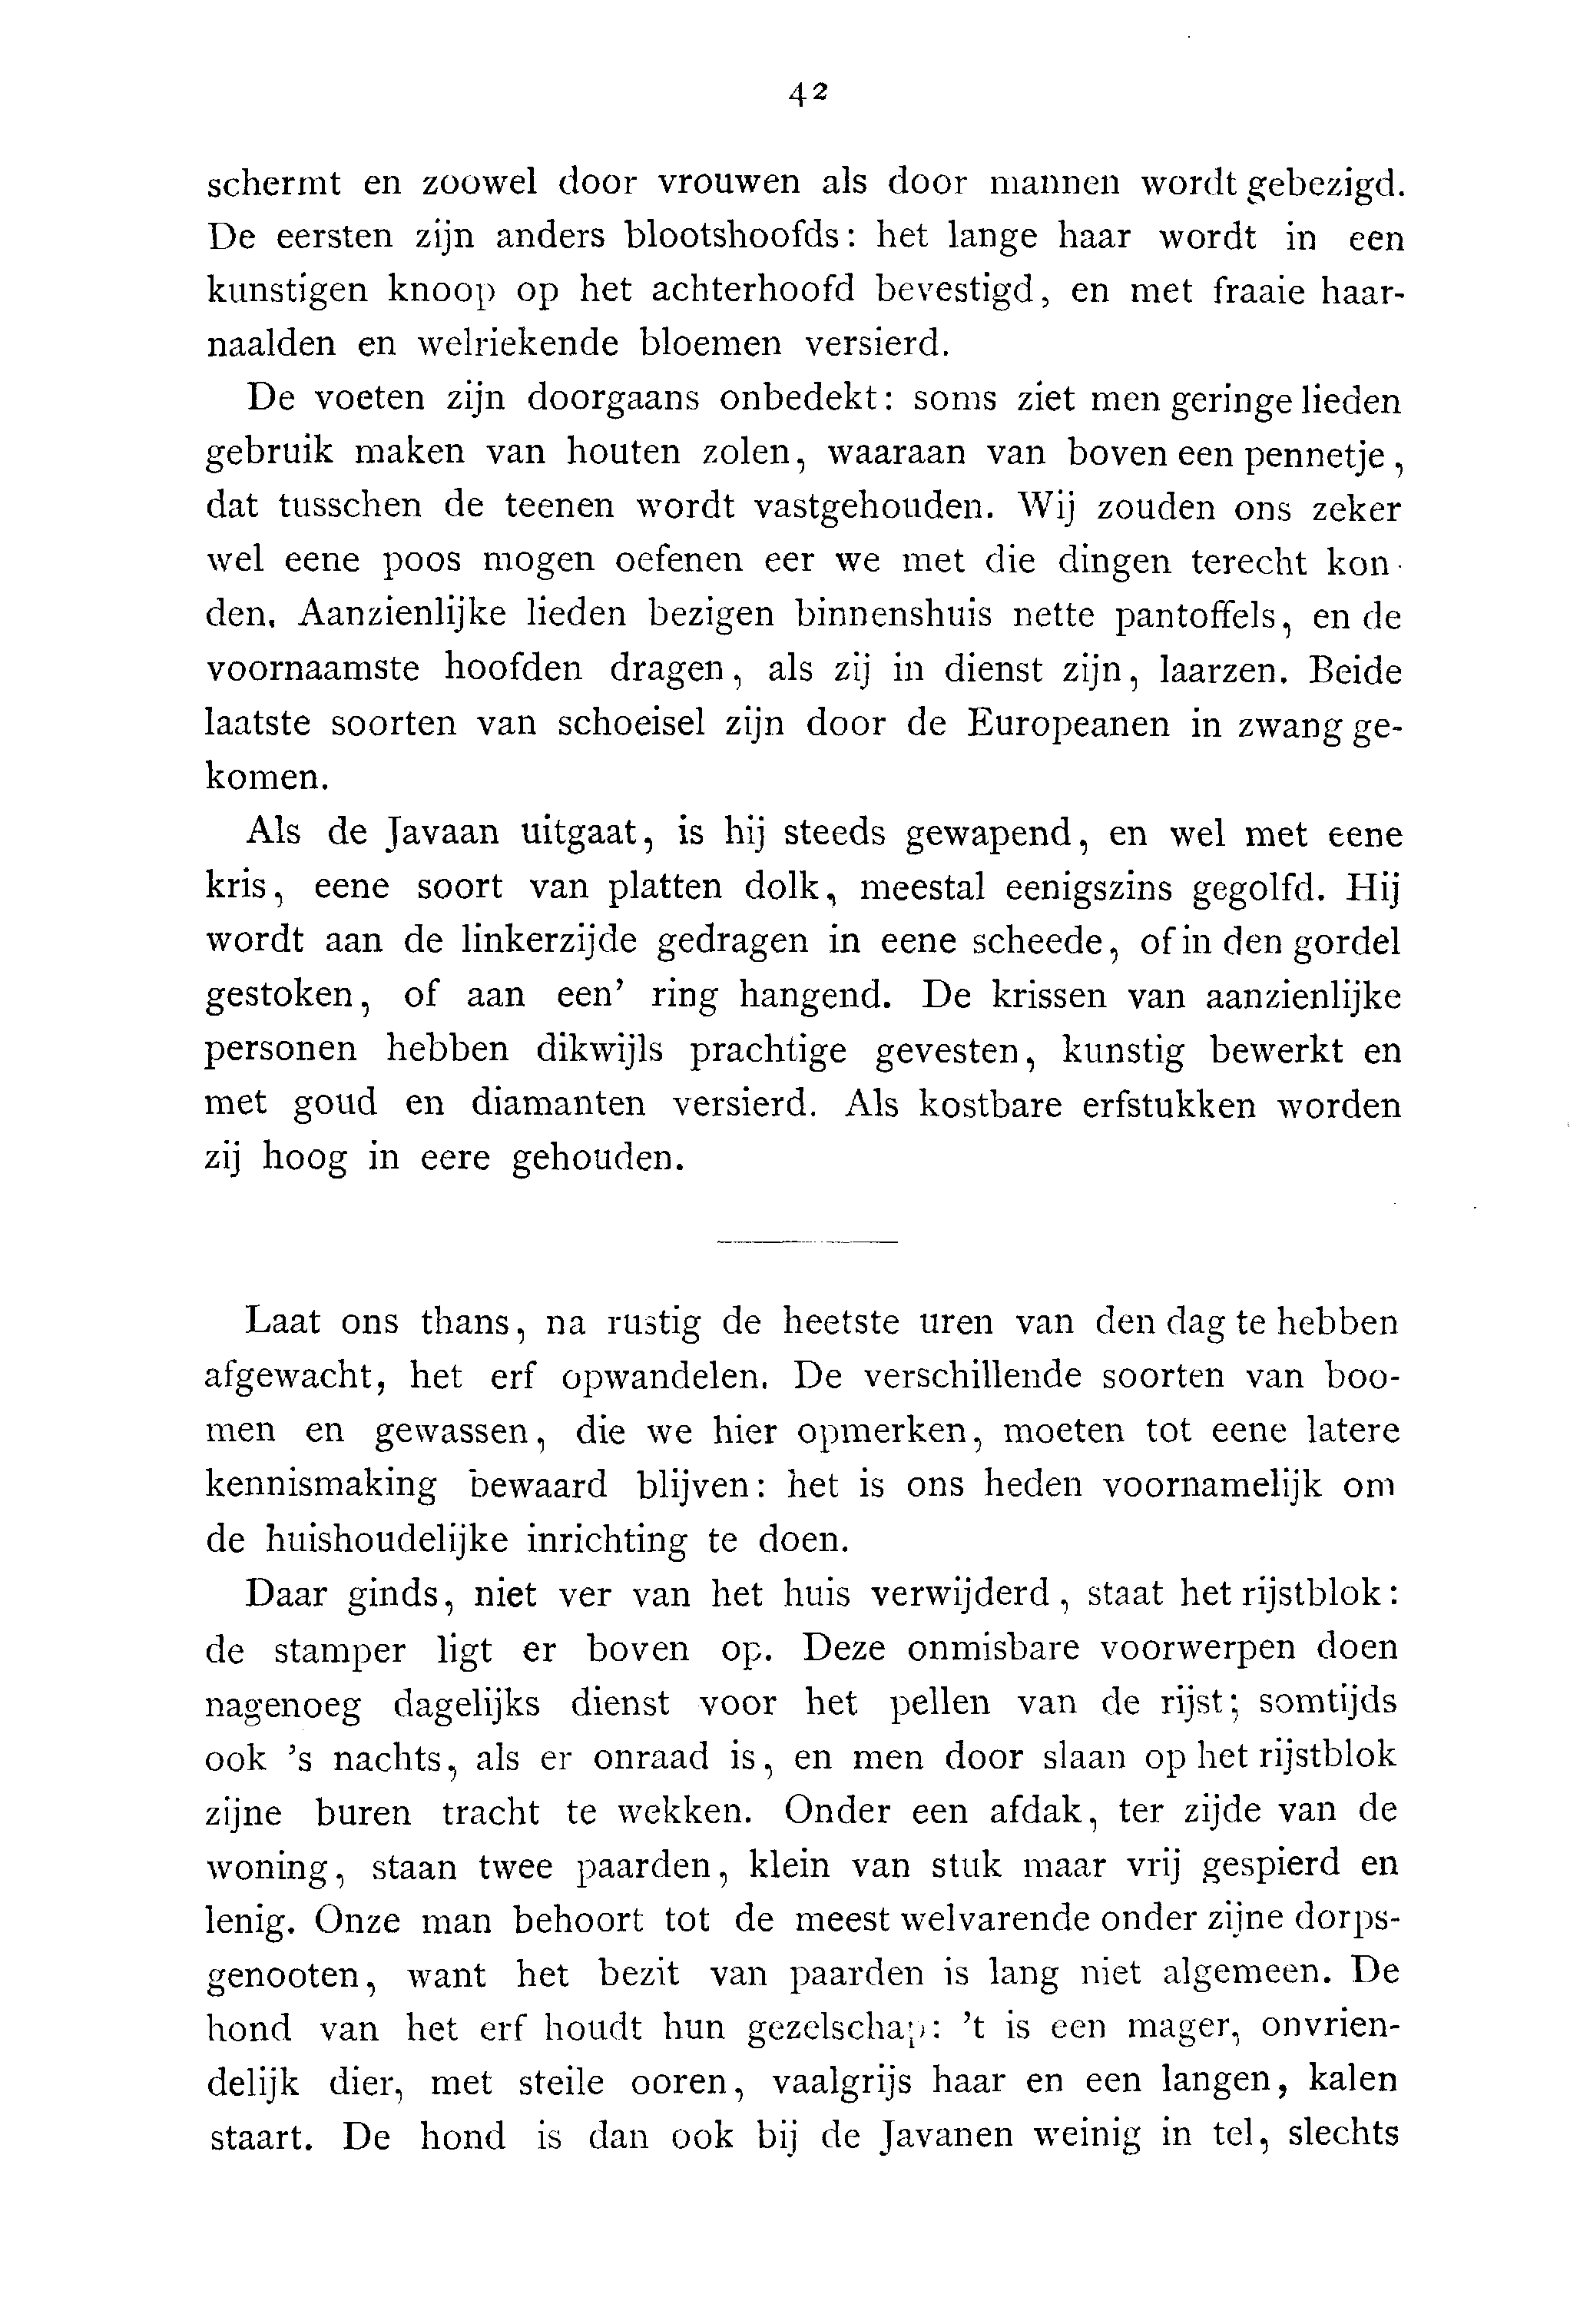 42
schermt en zoowel door vrouwen als door mannen wordt gebezigd.
De eersten zijn anders blootshoofds: het lange haar wordt in een
kunstigen knoop op het achterhoofd bevestigd, en met fraaie haar-
naalden en welriekende bloemen versierd.
De voeten zijn doorgaans onbedekt: soms ziet men geringe lieden
gebruik maken van houten zolen, waaraan van boven een pennetje,
dat tusschen de teenen wordt vastgehouden. Wij zouden ons zeker
wel eene poos mogen oefenen eer we met die dingen terecht kon-
den. Aanzienlijke lieden bezigen binnenshuis nette pantoffels, en de
voornaamste hoofden dragen, als zij in dienst zijn, laarzen. Beide
laatste soorten van schoeisel zijn door de Europeanen in zwang ge-
komen.
Als de Javaan uitgaat, is hij steeds gewapend, en wel met eene
kris, eene soort van platten dolk, meestal eenigszins gegolfd. Hij
wordt aan de linkerzijde gedragen in eene scheede, of in den gordel
gestoken, of aan een' ring hangend. De krissen van aanzienlijke
personen hebben dikwijls prachtige gevesten, kunstig bewerkt en
met goud en diamanten versierd. Als kostbare erfstukken worden
zij hoog in eere gehouden.
Laat ons thans, na rustig de heetste uren van den dag te hebben
afgewacht, het erf opwandelen. De verschillende soorten van boo-
men en gewassen, die we hier opmerken, moeten tot eene latere
kennismaking bewaard blijven: het is ons heden voornamelijk om
de huishoudelijke inrichting te doen.
Daar ginds, niet ver van het huis verwijderd, staat het rijstblok:
de stamper ligt er boven op. Deze onmisbare voorwerpen doen
nagenoeg dagelijks dienst voor het pellen van de rijst; somtijds
ook 's nachts, als er onraad is, en men door slaan op het rijstblok
zijne buren tracht te wekken. Onder een afdak, ter zijde van de
woning, staan twee paarden, klein van stuk maar vrij gespierd en
lenig. Onze man behoort tot de meest welvarende onder zijne dorps-
genooten, want het bezit van paarden is lang niet algemeen. De
hond van het erf houdt hun gezelschap: 't is een mager, onvrien-
delijk dier, met steile ooren, vaalgrijs haar en een langen, kalen
staart. De hond is dan ook bij de Javanen weinig in tel, slechts